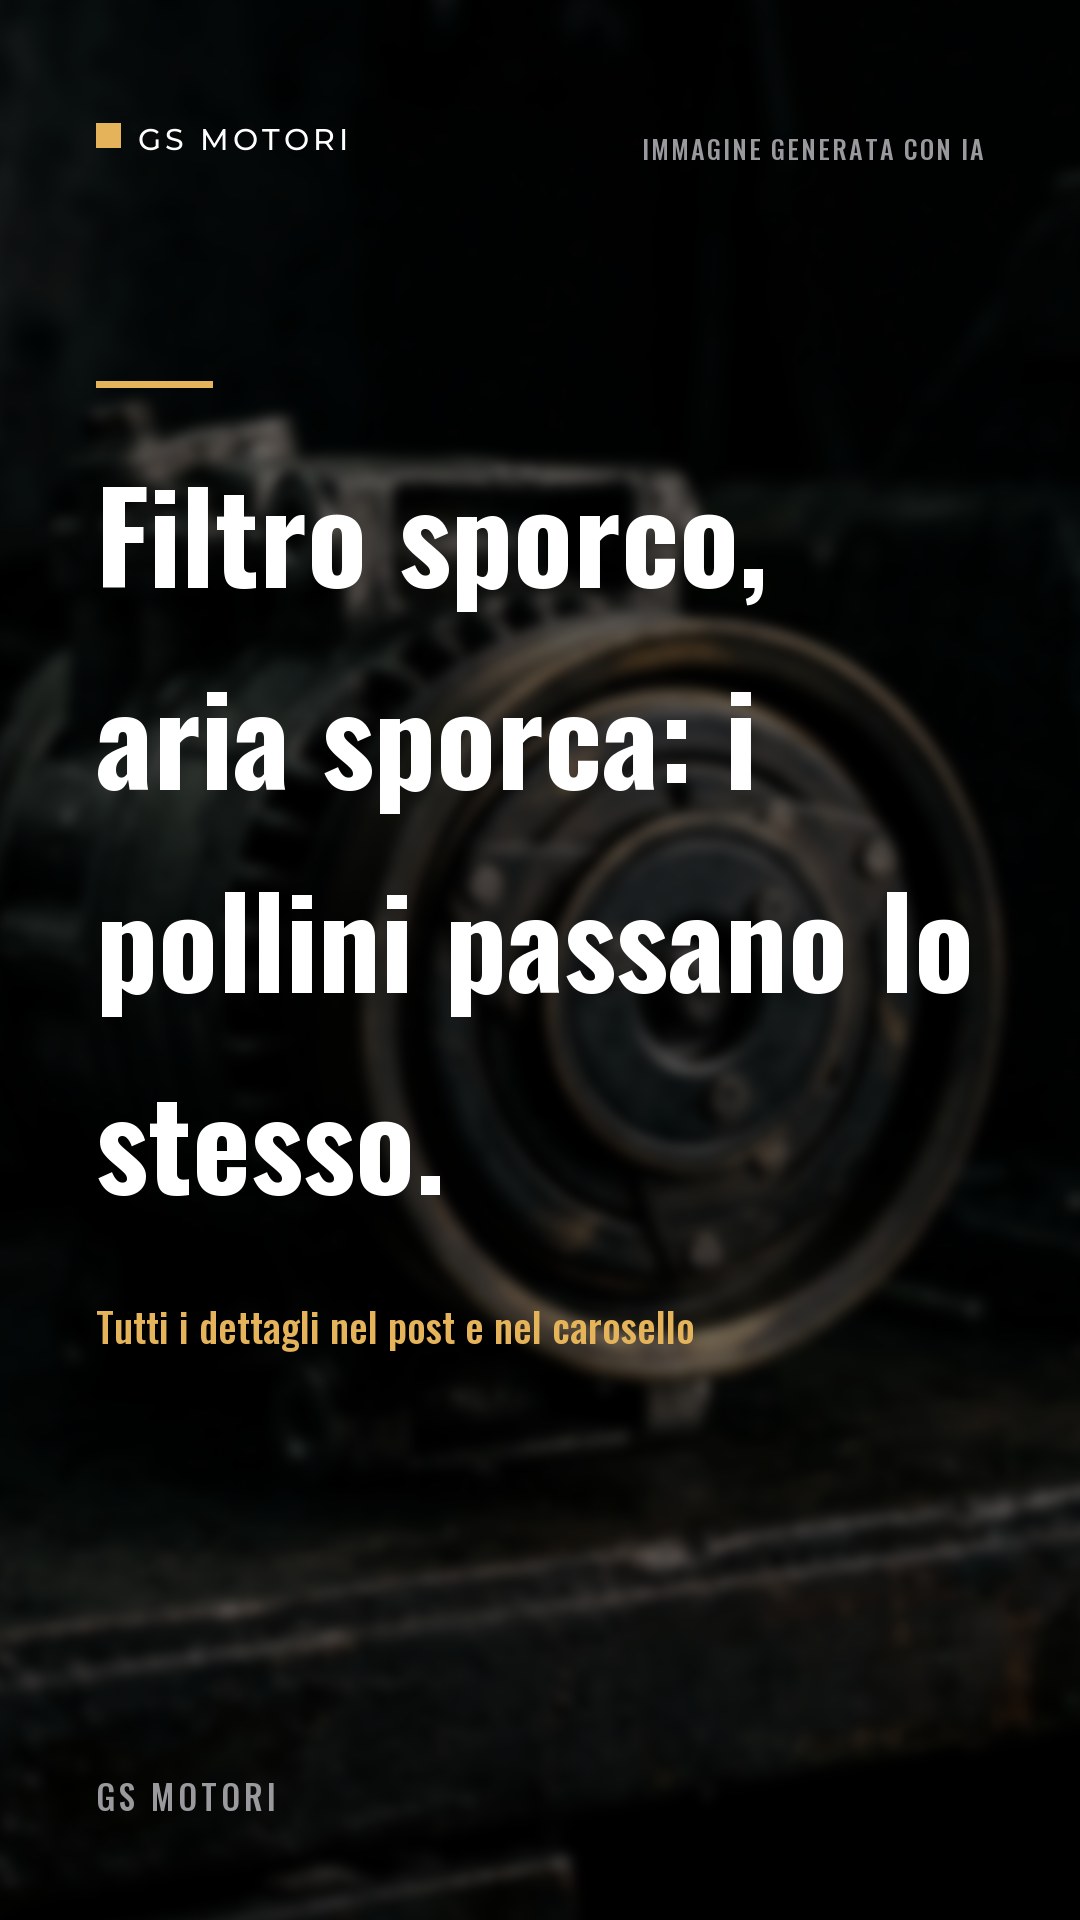 GS MOTORI
IMMAGINE GENERATA CON IA
Filtro sporco,
aria sporca: i
pollini passano lo
stesso.
Tutti i dettagli nel post e nel carosello
GS MOTORI